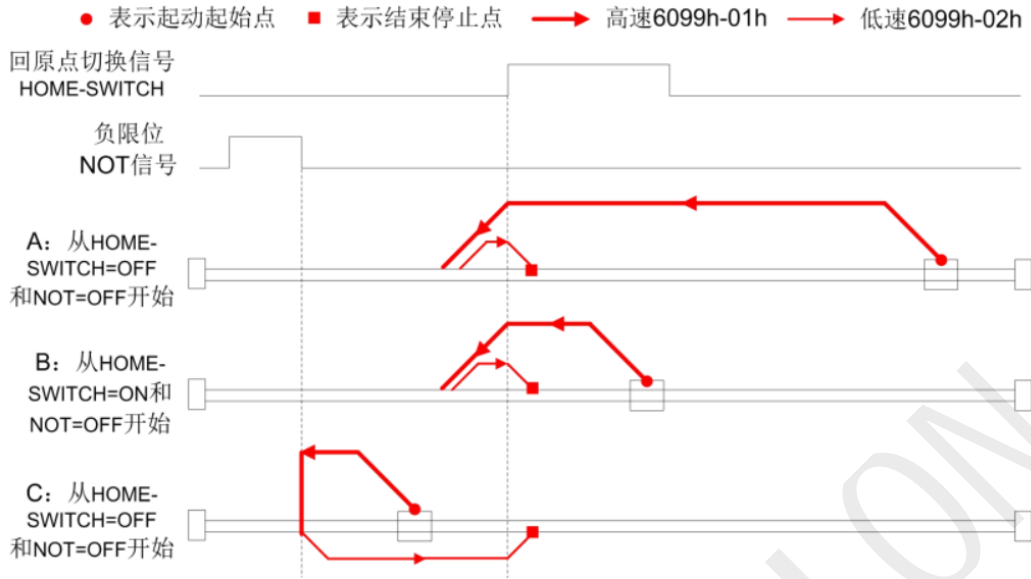 表示起动起始点 表示结束停止点 高速6099h-01h 低速6099h-02h
回原点切换信号
HOME-SWITCH
负限位
NOT信号
A：从HOME-
SWITCH=OFF
和NOT=OFF开始
B：从HOME-
SWITCH=ON和
NOT=OFF开始
C：从HOME-
SWITCH=OFF
和NOT=OFF开始